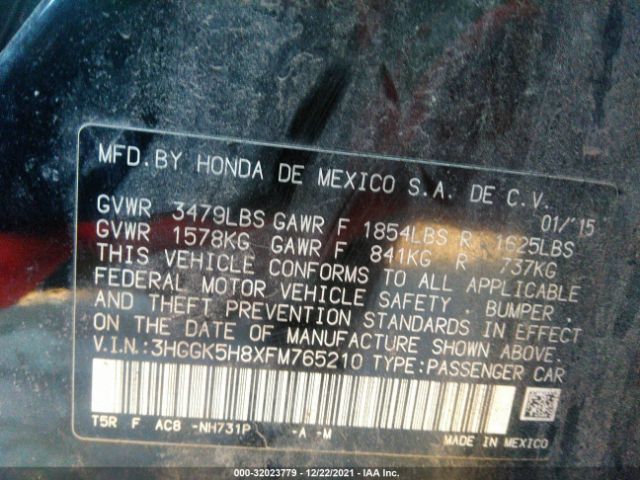 MFD.BY HONDA DE MEXICO S.A. DE C.V.
01/'15
GVWR 3479LBS GAWR F 1854LBS R 1625LBS
GVWR 1578KG GAWR F 841KG R 737KG
THIS VEHICLE CONFORMS TO ALL APPLICABLE
FEDERAL MOTOR VEHICLE SAFETY , BUMPER ,
AND THEFT PREVENTION STANDARDS IN EFFECT
ON THE DATE OF MANUFACTURE SHOWN ABOVE.
V.I.N.:3HGGK5H8XFM765210 TYPE:PASSENGER CAR
T5R F AC8 -NH731P -A -M
MADE IN MEXICO
000-32023779 - 12/22/2021 - IAA Inc.